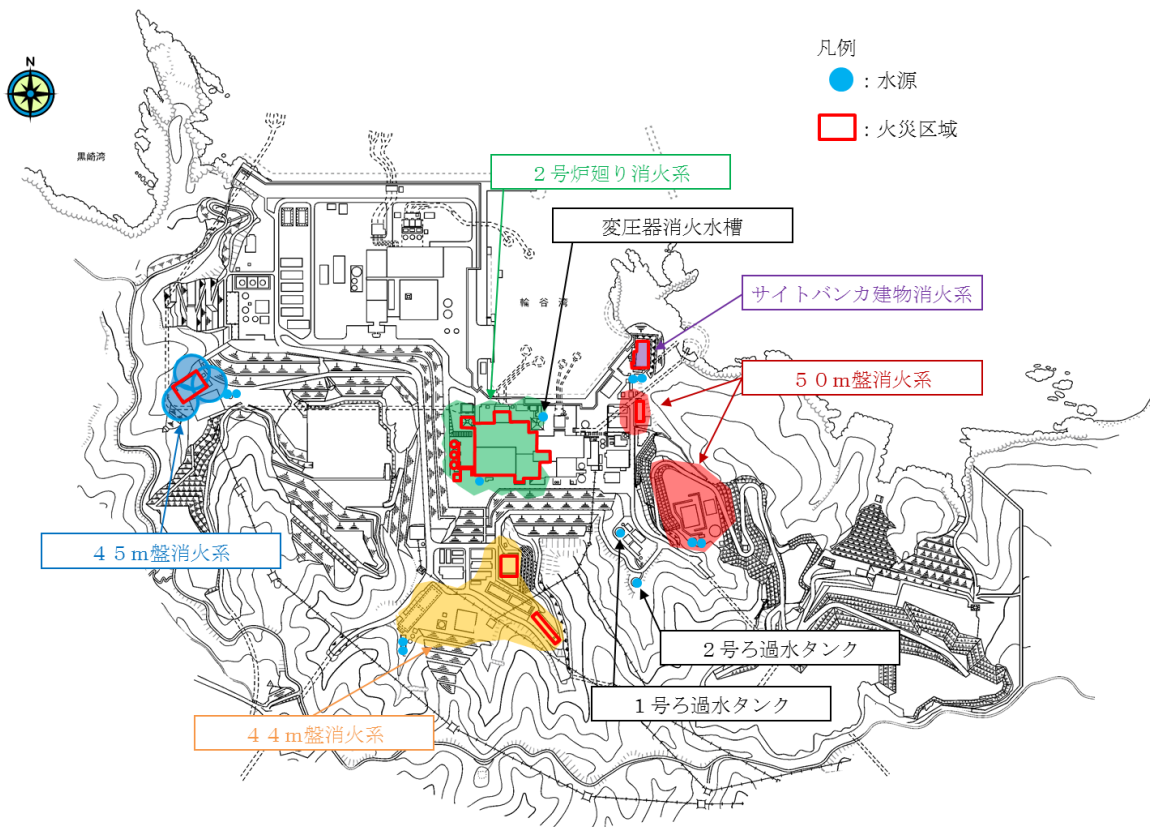 凡例
N
：水源
：火災区域
黒崎湾
２号炉廻り消火系
変圧器消火水槽
サイトバンカ建物消火系
輪谷湾
５０ｍ盤消火系
４５ｍ盤消火系
２号ろ過水タンク
１号ろ過水タンク
４４ｍ盤消火系